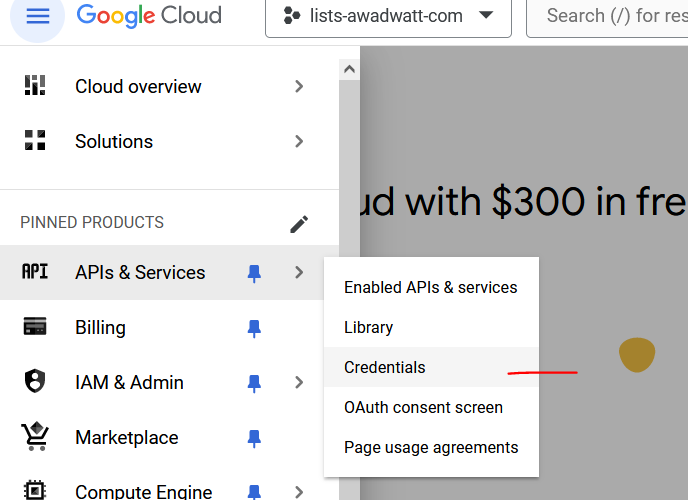 Google Cloud
lists-awadwatt-com
Search (/) for res
Cloud overview
Solutions
ud with $300 in fre
PINNED PRODUCTS
API APIs & Services
Enabled APIs & services
Billing
Library
Credentials
IAM & Admin
OAuth consent screen
Marketplace
Page usage agreements
Compute Engine